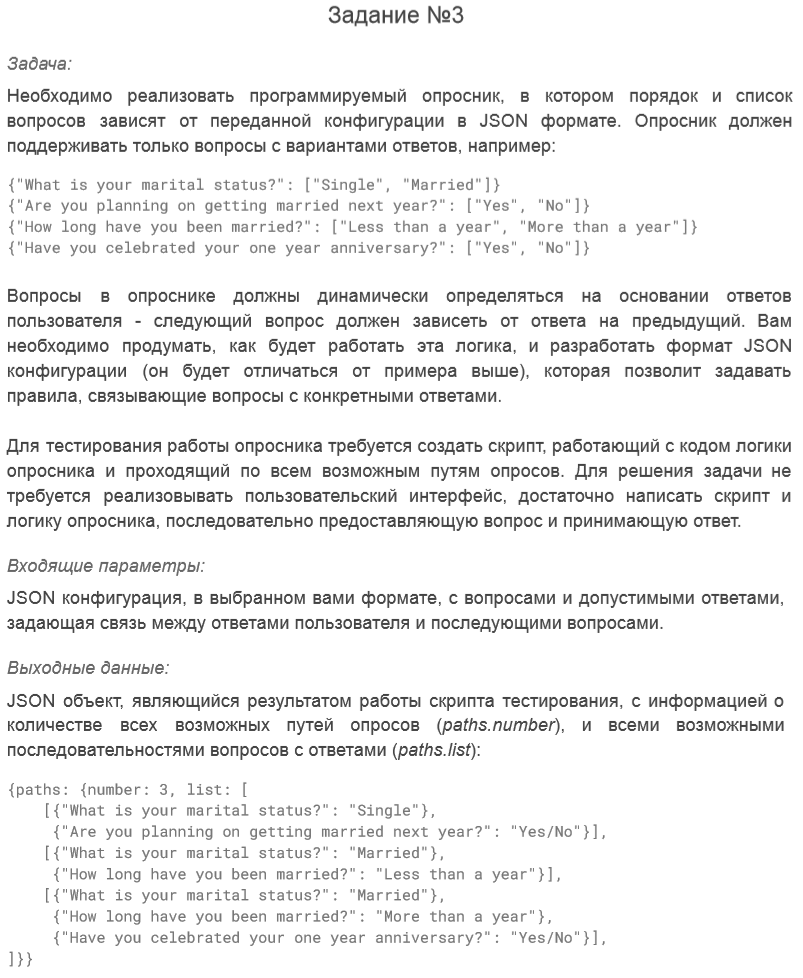 Задание №3
Задача:
Необходимо реализовать программируемый опросник, в котором порядок и список
вопросов зависят от переданной конфигурации в JSON формате. Опросник должен
поддерживать только вопросы с вариантами ответов, например:
{"What is your marital status?": ["Single", "Married"]}
{"Are you planning on getting married next year?": ["Yes", "No"]}
{"How long have you been married?": ["Less than a year", "More than a year"]}
{"Have you celebrated your one year anniversary?": ["Yes", "No"]}
Вопросы в опроснике должны динамически определяться на основании ответов
пользователя - следующий вопрос должен зависеть от ответа на предыдущий. Вам
необходимо продумать, как будет работать эта логика, и разработать формат JSON
конфигурации (он будет отличаться от примера выше), которая позволит задавать
правила, связывающие вопросы с конкретными ответами.
Для тестирования работы опросника требуется создать скрипт, работающий с кодом логики
опросника и проходящий по всем возможным путям опросов. Для решения задачи не
требуется реализовывать пользовательский интерфейс, достаточно написать скрипт и
логику опросника, последовательно предоставляющую вопрос и принимающую ответ.
Входящие параметры:
JSON конфигурация, в выбранном вами формате, с вопросами и допустимыми ответами,
задающая связь между ответами пользователя и последующими вопросами.
Выходные данные:
JSON объект, являющийся результатом работы скрипта тестирования, с информацией о
количестве всех возможных путей опросов (paths.number), и всеми возможными
последовательностями вопросов с ответами (paths.list):
{paths: {number: 3, list: [
[{"What is your marital status?": "Single"},
{"Are you planning on getting married next year?": "Yes/No"}],
[{"What is your marital status?": "Married"},
{"How long have you been married?": "Less than a year"}],
[{"What is your marital status?": "Married"},
{"How long have you been married?": "More than a year"},
{"Have you celebrated your one year anniversary?": "Yes/No"}],
]}}